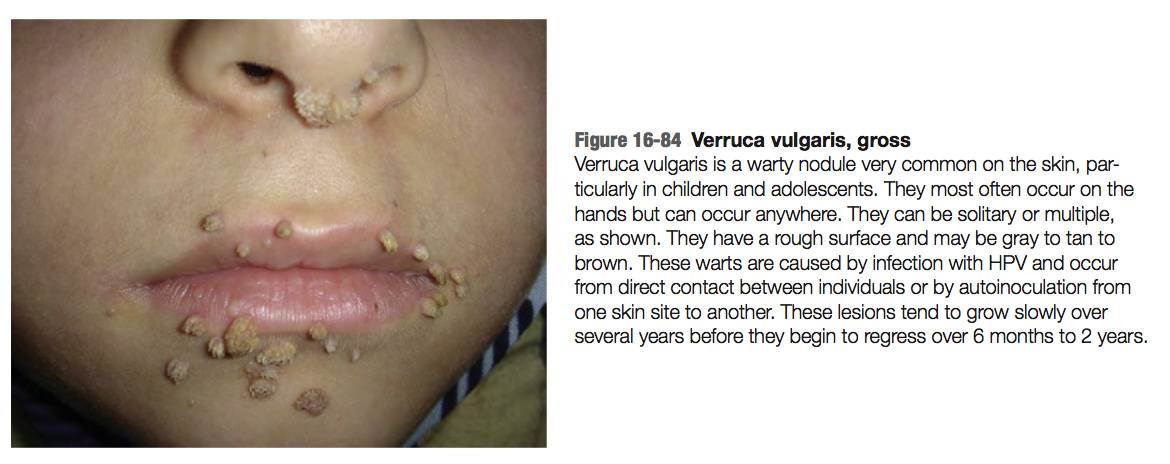 Figure 16-84 Verruca vulgaris, gross
Verruca vulgaris is a warty nodule very common on the skin, par-
ticularly in children and adolescents. They most often occur on the
hands but can occur anywhere. They can be solitary or multiple,
as shown. They have a rough surface and may be gray to tan to
brown. These warts are caused by infection with HPV and occur
from direct contact between individuals or by autoinoculation from
one skin site to another. These lesions tend to grow slowly over
several years before they begin to regress over 6 months to 2 years.